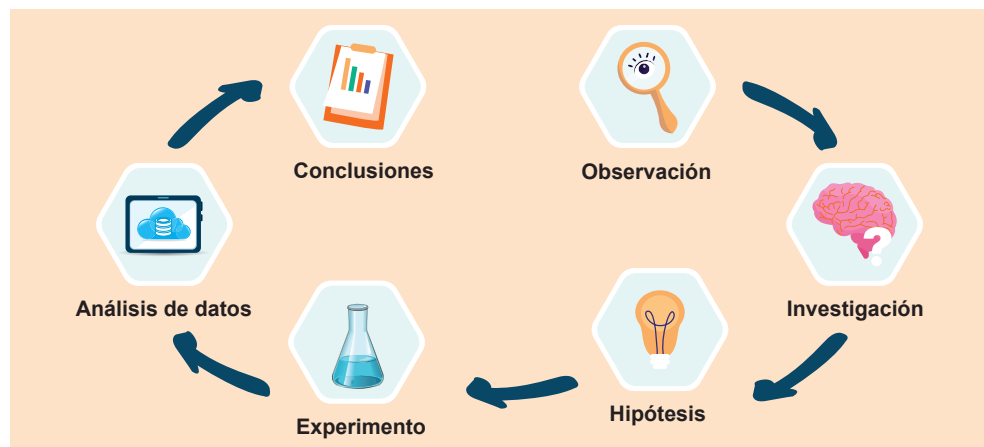 Conclusiones
Observación
Análisis de datos
Investigación
Experimento
Hipótesis